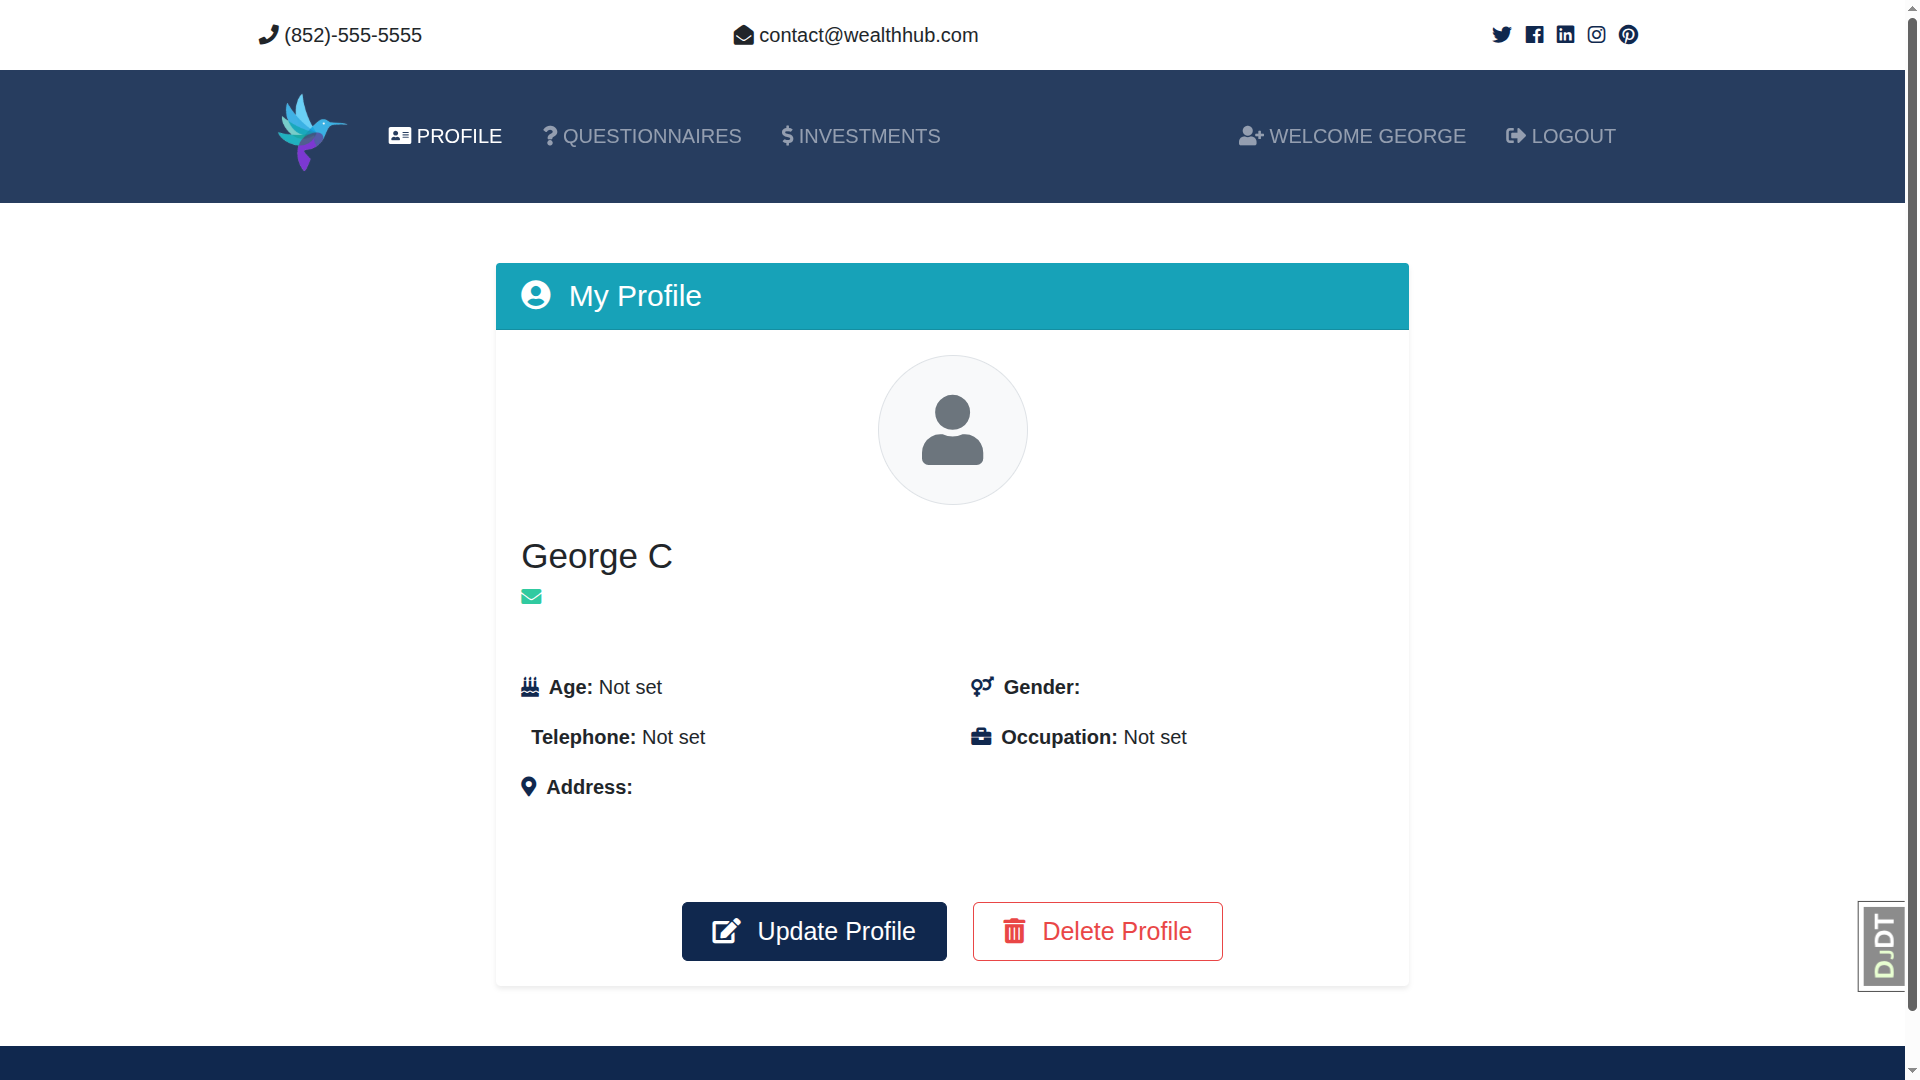 (852)-555-5555
contact@wealthhub.com
PROFILE
QUESTIONNAIRES
INVESTMENTS
WELCOME GEORGE
LOGOUT
My Profile
George C
Age: Not set
Gender:
Telephone: Not set
Occupation: Not set
Address:
Update Profile
Delete Profile
DJDT